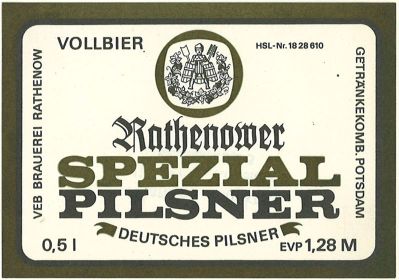 VOLLBIER
HSL-Nr. 18 28 610
VEB BRAUEREI RATHENOW
GETRÄNKEKOMB. POTSDAM
Rathenower
SPEZIAL
PILSNER
DEUTSCHES PILSNER
0,5 l
EVP 1,28 M